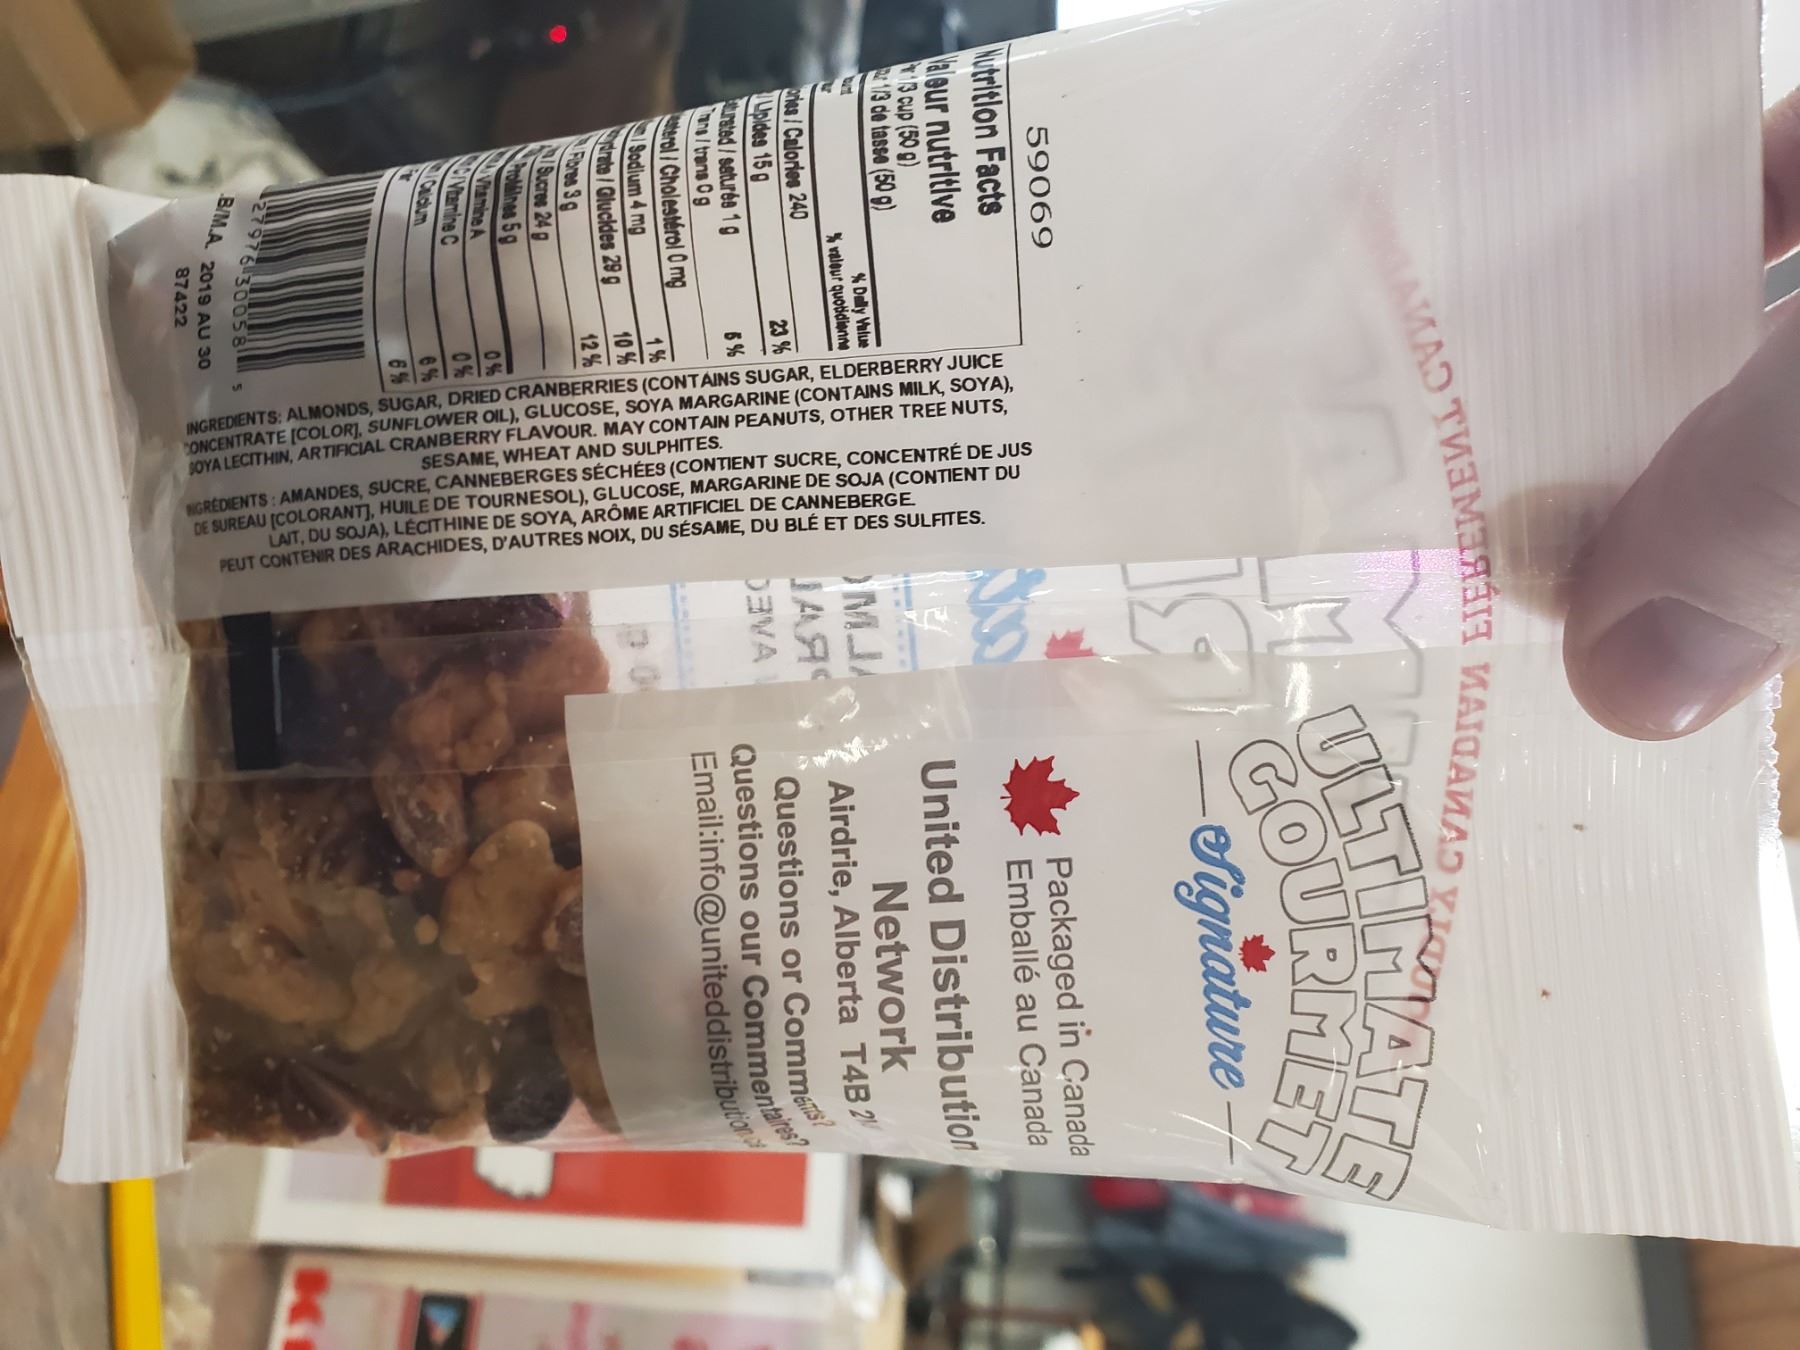 59069
Nutrition Facts
Valeur nutritive
1/3 cup (50 g)
1/3 de tasse (50 g)
% Daily Value
% valeur quotidienne
/ Calories 240
/ Lipides 15 g 23 %
/ saturés 1 g 5 %
Trans / trans 0 g
/ Cholestérol 0 mg
/ Sodium 4 mg 1 %
/ Glucides 29 g 10 %
/ Fibres 3 g 12 %
/ Sucres 24 g
Protéines 5 g
Vitamine A 0 %
/ Vitamine C 0 %
/ Calcium 6 %
Fer 6 %
27976 30058 5
B/M.A. 2019 AU 30
87422
INGREDIENTS: ALMONDS, SUGAR, DRIED CRANBERRIES (CONTAINS SUGAR, ELDERBERRY JUICE
CONCENTRATE [COLOR], SUNFLOWER OIL), GLUCOSE, SOYA MARGARINE (CONTAINS MILK, SOYA),
SOYA LECITHIN, ARTIFICIAL CRANBERRY FLAVOUR. MAY CONTAIN PEANUTS, OTHER TREE NUTS,
SESAME, WHEAT AND SULPHITES.
INGRÉDIENTS : AMANDES, SUCRE, CANNEBERGES SÉCHÉES (CONTIENT SUCRE, CONCENTRÉ DE JUS
DE SUREAU [COLORANT], HUILE DE TOURNESOL), GLUCOSE, MARGARINE DE SOJA (CONTIENT DU
LAIT, DU SOJA), LÉCITHINE DE SOYA, ARÔME ARTIFICIEL DE CANNEBERGE.
PEUT CONTENIR DES ARACHIDES, D'AUTRES NOIX, DU SÉSAME, DU BLÉ ET DES SULFITES.
ULTIMATE
GOURMET
Signature
Packaged in Canada
Emballé au Canada
United Distribution
Network
Airdrie, Alberta T4B
Questions or Comments?
Questions our Commentaires?
Email:info@uniteddistribution